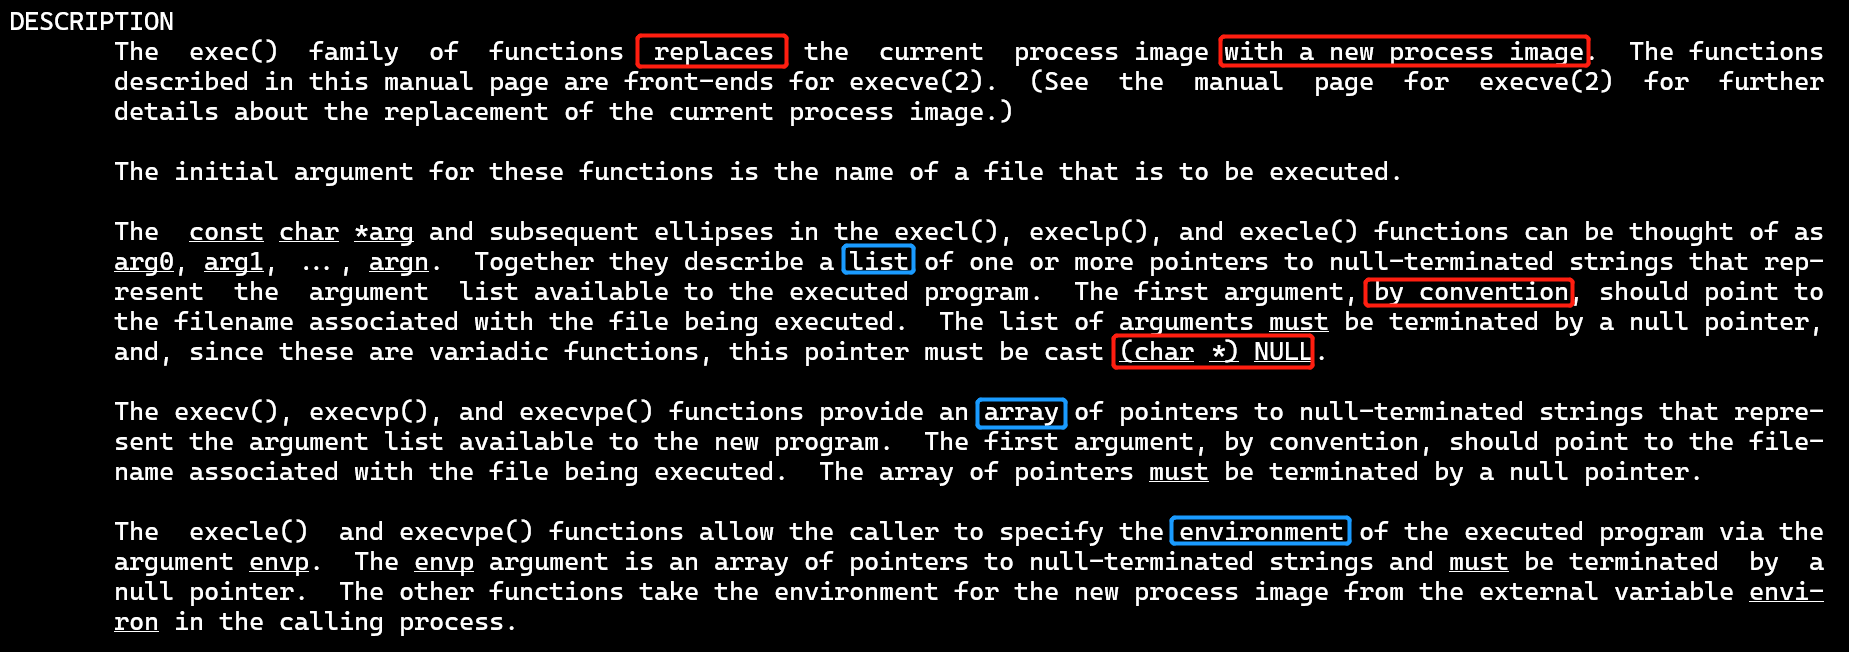 DESCRIPTION
The exec() family of functions replaces the current process image with a new process image. The functions
described in this manual page are front-ends for execve(2). (See the manual page for execve(2) for further
details about the replacement of the current process image.)
The initial argument for these functions is the name of a file that is to be executed.
The const char *arg and subsequent ellipses in the execl(), execlp(), and execle() functions can be thought of as
arg0, arg1, ..., argn. Together they describe a list of one or more pointers to null-terminated strings that rep-
resent the argument list available to the executed program. The first argument, by convention, should point to
the filename associated with the file being executed. The list of arguments must be terminated by a null pointer,
and, since these are variadic functions, this pointer must be cast (char *) NULL.
The execv(), execvp(), and execvpe() functions provide an array of pointers to null-terminated strings that repre-
sent the argument list available to the new program. The first argument, by convention, should point to the file-
name associated with the file being executed. The array of pointers must be terminated by a null pointer.
The execle() and execvpe() functions allow the caller to specify the environment of the executed program via the
argument envp. The envp argument is an array of pointers to null-terminated strings and must be terminated by a
null pointer. The other functions take the environment for the new process image from the external variable envi-
ron in the calling process.